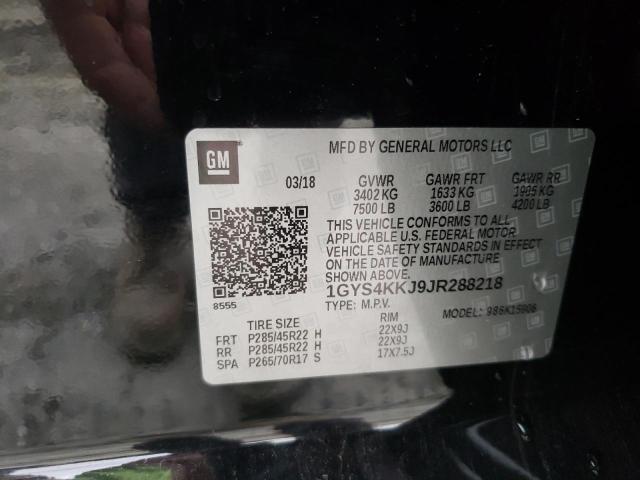 GM
MFD BY GENERAL MOTORS LLC
03/18 GVWR GAWR FRT GAWR RR
3402 KG 1633 KG 1905 KG
7500 LB 3600 LB 4200 LB
THIS VEHICLE CONFORMS TO ALL
APPLICABLE U.S. FEDERAL MOTOR
VEHICLE SAFETY STANDARDS IN EFFECT
ON THE DATE OF MANUFACTURE
SHOWN ABOVE.
8555 1GYS4KKJ9JR288218
TYPE: M.P.V. MODEL:
TIRE SIZE RIM
FRT P285/45R22 H 22X9J
RR P285/45R22 H 22X9J
SPA P265/70R17 S 17X7.5J